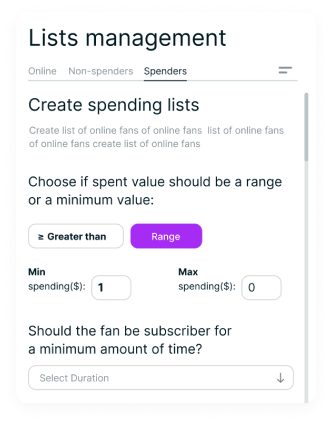 Lists management
Online Non-spenders Spenders
Create spending lists
Create list of online fans of online fans list of online fans
of online fans create list of online fans
Choose if spent value should be a range
or a minimum value:
≥ Greater than Range
Min Max
spending($): 1 spending($): 0
Should the fan be subscriber for
a minimum amount of time?
Select Duration